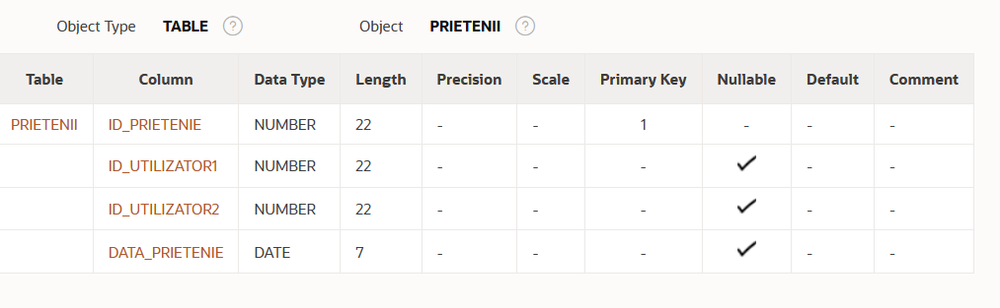 Object Type TABLE ? Object PRIETENII ?
Table Column Data Type Length Precision Scale Primary Key Nullable Default Comment
PRIETENII ID_PRIETENIE NUMBER 22 - - 1 - - -
ID_UTILIZATOR1 NUMBER 22 - - - ✓ - -
ID_UTILIZATOR2 NUMBER 22 - - - ✓ - -
DATA_PRIETENIE DATE 7 - - - ✓ - -